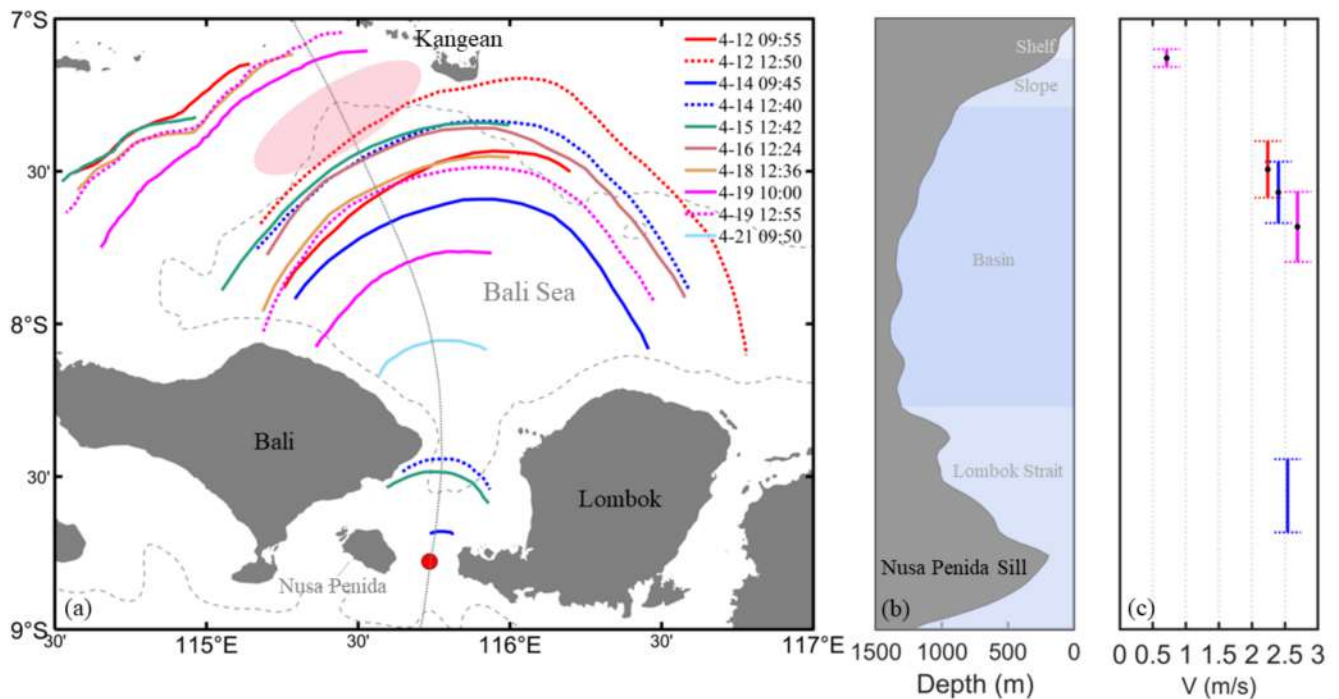 7°S
30'
8°S
30'
9°S
30'
115°E
30'
116°E
30'
117°E
Kangean
4-12 09:55
4-12 12:50
4-14 09:45
4-14 12:40
4-15 12:42
4-16 12:24
4-18 12:36
4-19 10:00
4-19 12:55
4-21 09:50
Bali Sea
Bali
Lombok
Nusa Penida
(a)
Shelf
Slope
Basin
Lombok Strait
Nusa Penida Sill
(b)
1500 1000 500 0
Depth (m)
(c)
0 0.5 1 1.5 2 2.5 3
V (m/s)